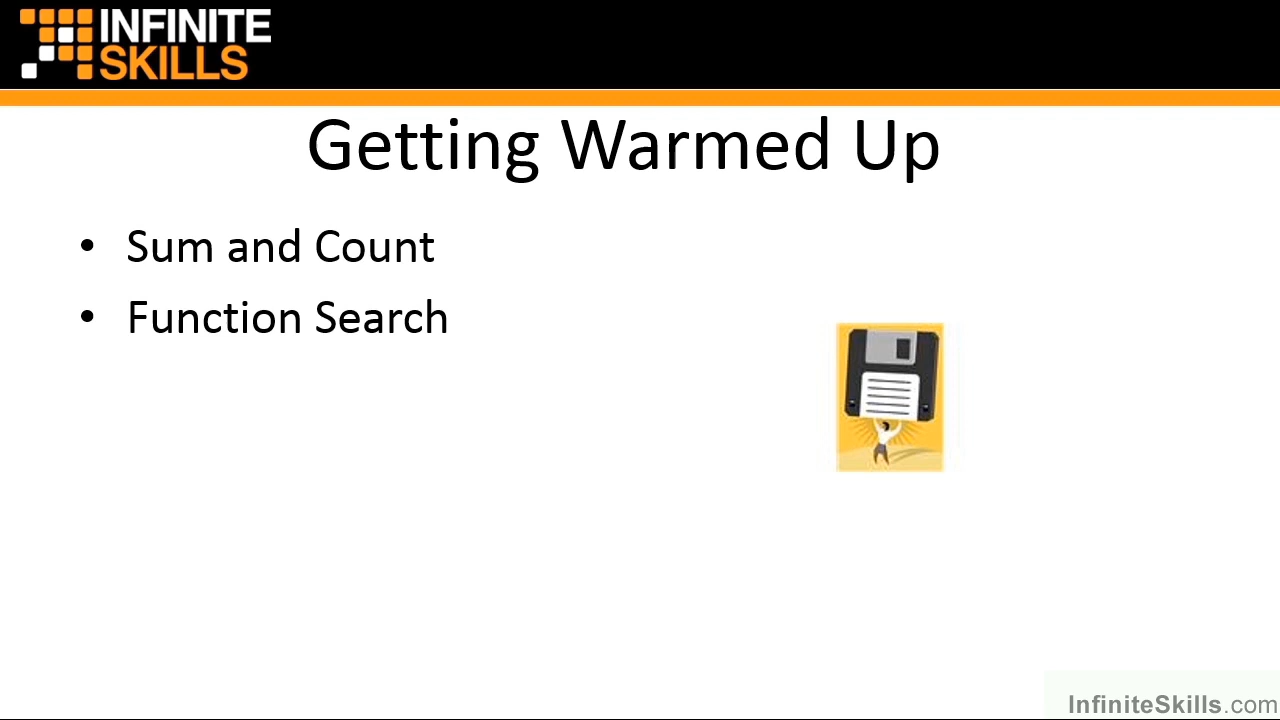 INFINITE
SKILLS
Getting Warmed Up
• Sum and Count
• Function Search
InfiniteSkills.com